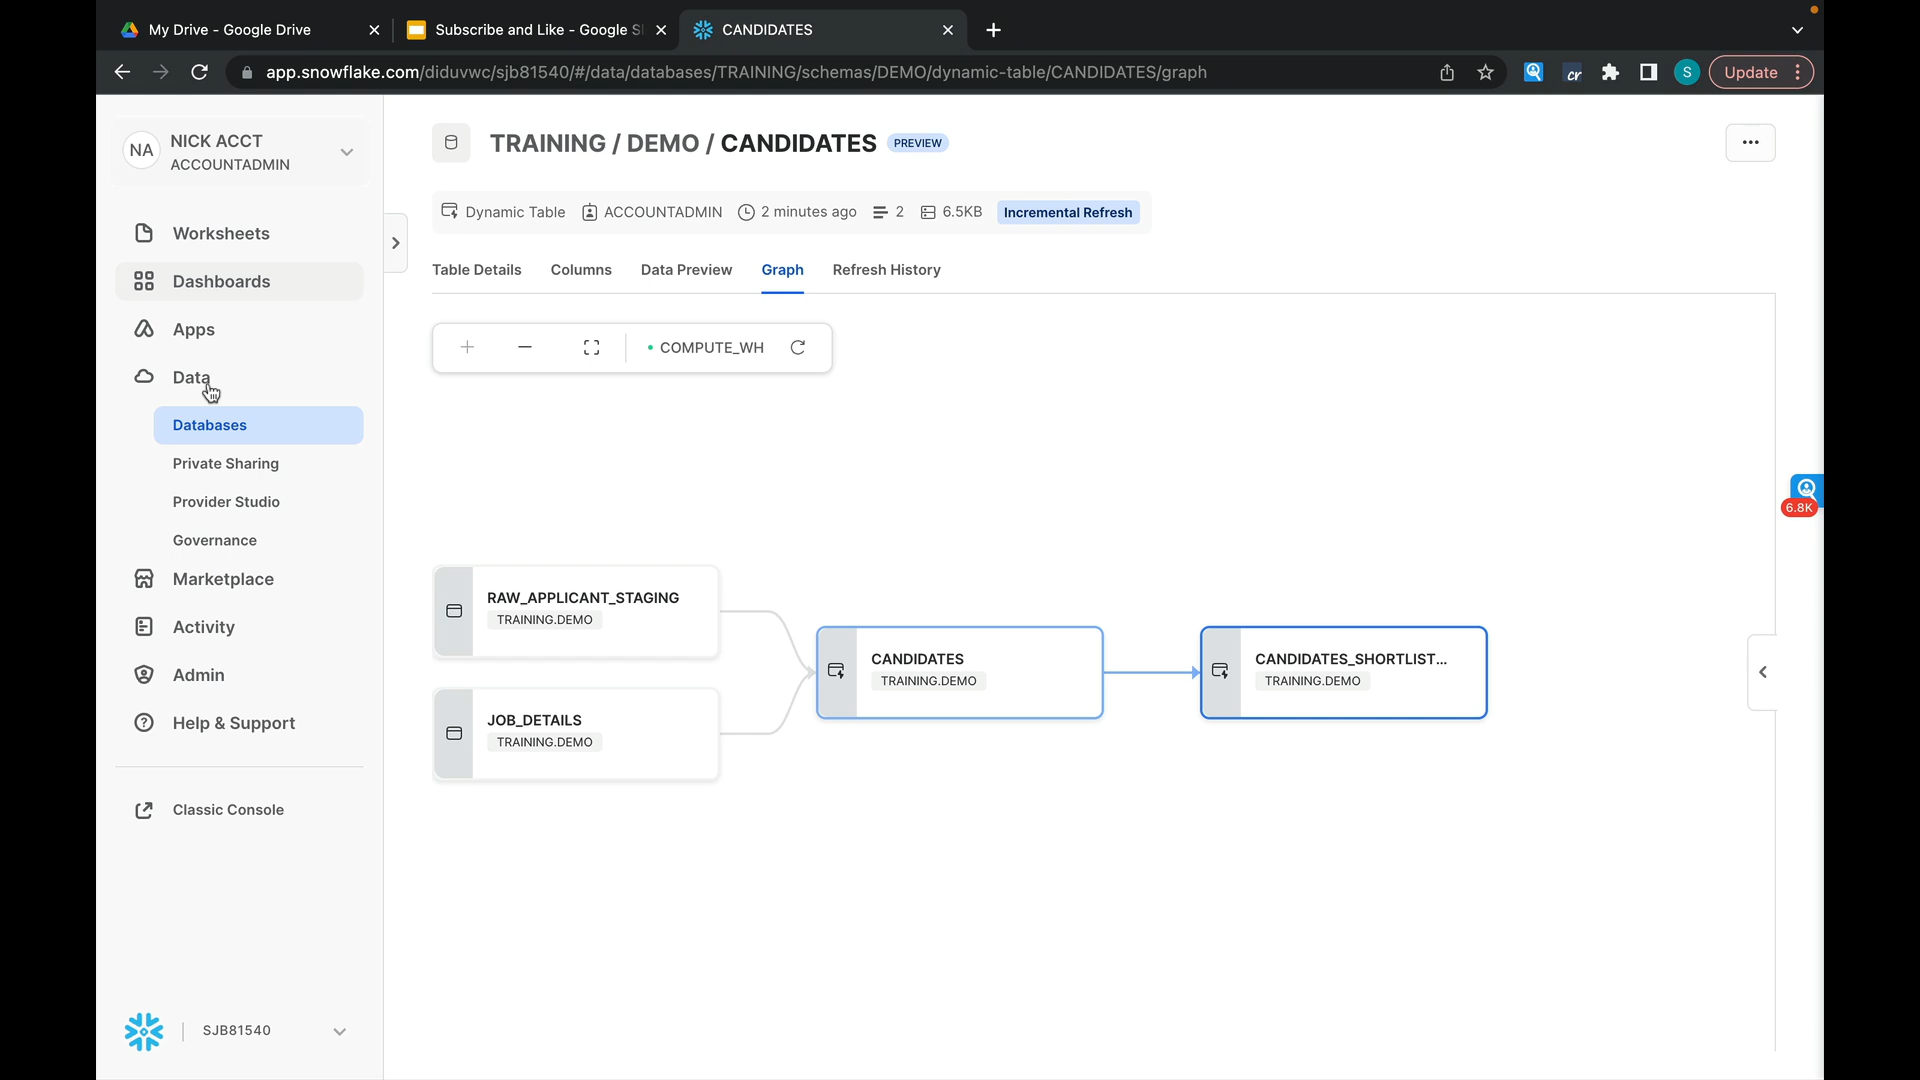 My Drive - Google Drive
Subscribe and Like - Google Sl
CANDIDATES
app.snowflake.com/diduvwc/sjb81540/#/data/databases/TRAINING/schemas/DEMO/dynamic-table/CANDIDATES/graph
cr
S
Update
NA
NICK ACCT
ACCOUNTADMIN
TRAINING / DEMO / CANDIDATES
PREVIEW
Dynamic Table
ACCOUNTADMIN
2 minutes ago
2
6.5KB
Incremental Refresh
Worksheets
Dashboards
Apps
Data
Databases
Private Sharing
Provider Studio
Governance
Marketplace
Activity
Admin
Help & Support
Classic Console
SJB81540
Table Details
Columns
Data Preview
Graph
Refresh History
COMPUTE_WH
RAW_APPLICANT_STAGING
TRAINING.DEMO
JOB_DETAILS
TRAINING.DEMO
CANDIDATES
TRAINING.DEMO
CANDIDATES_SHORTLIST...
TRAINING.DEMO
6.8K